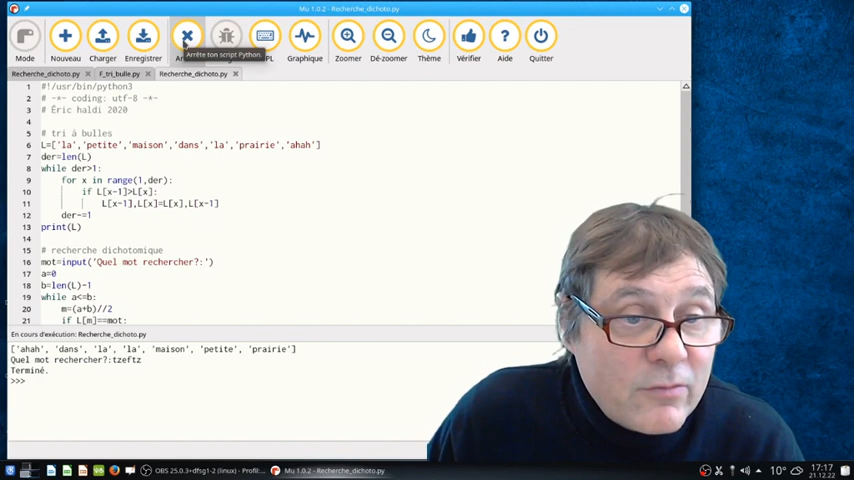 Mu 1.0.2 - Recherche_dichoto.py
Mode Nouveau Charger Enregistrer Graphique Zoomer Dé-zoomer Thème Vérifier Aide Quitter
Arrête ton script Python.
Recherche_dichoto.py F_tri_bulle.py Recherche_dichoto.py
1 #!/usr/bin/python3
2 # -*- coding: utf-8 -*-
3 # Éric haldi 2020
4
5 # tri à bulles
6 L=['la','petite','maison','dans','la','prairie','ahah']
7 der=len(L)
8 while der>1:
9 for x in range(1,der):
10 if L[x-1]>L[x]:
11 L[x-1],L[x]=L[x],L[x-1]
12 der-=1
13 print(L)
14
15 # recherche dichotomique
16 mot=input('Quel mot rechercher?:')
17 a=0
18 b=len(L)-1
19 while a<=b:
20 m=(a+b)//2
21 if L[m]==mot:
En cours d'exécution: Recherche_dichoto.py
['ahah', 'dans', 'la', 'la', 'maison', 'petite', 'prairie']
Quel mot rechercher?:tzeftz
Terminé.
>>>
OBS 25.0.3+dfsg1-2 (linux) - Profil:... Mu 1.0.2 - Recherche_dichoto.py 10° 17:17
21.12.22